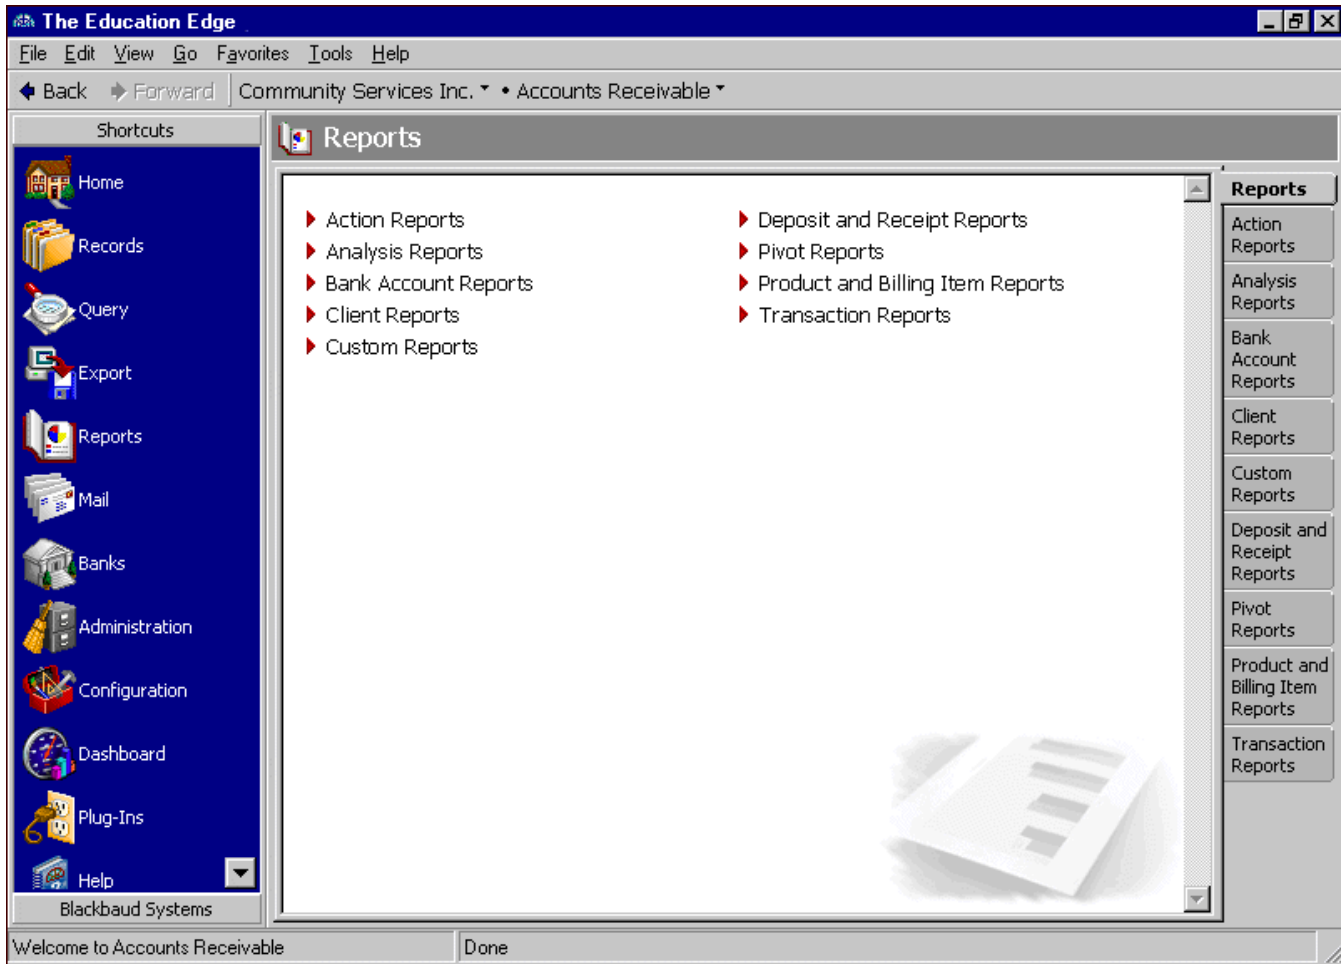 The Education Edge
File Edit View Go Favorites Tools Help
Back Forward Community Services Inc. • Accounts Receivable
Shortcuts
Home
Records
Query
Export
Reports
Mail
Banks
Administration
Configuration
Dashboard
Plug-Ins
Help
Blackbaud Systems
Reports
Action Reports
Analysis Reports
Bank Account Reports
Client Reports
Custom Reports
Deposit and Receipt Reports
Pivot Reports
Product and Billing Item Reports
Transaction Reports
Reports
Action
Reports
Analysis
Reports
Bank
Account
Reports
Client
Reports
Custom
Reports
Deposit and
Receipt
Reports
Pivot
Reports
Product and
Billing Item
Reports
Transaction
Reports
Welcome to Accounts Receivable
Done